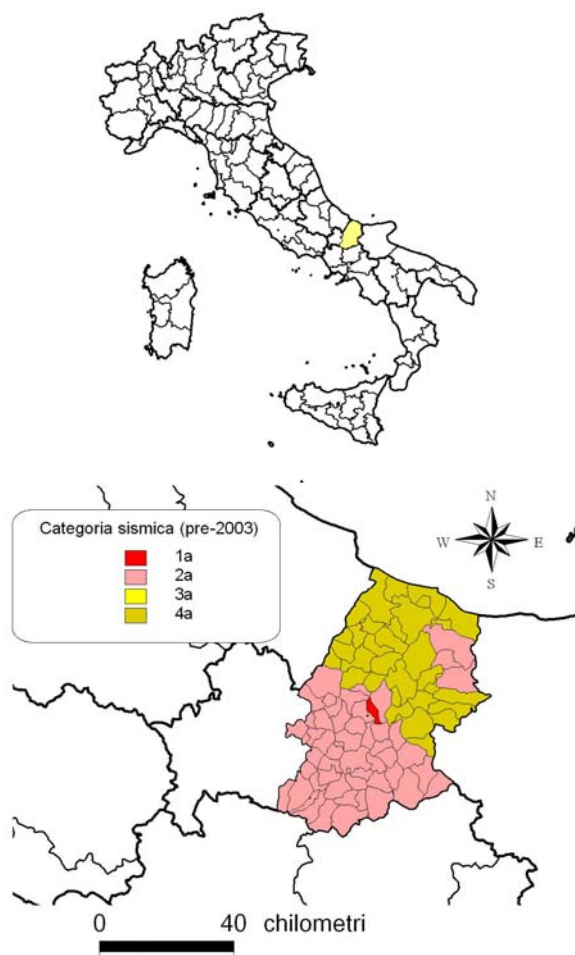 Categoria sismica (pre-2003)
1a
2a
3a
4a
N
W E
S
0 40 chilometri